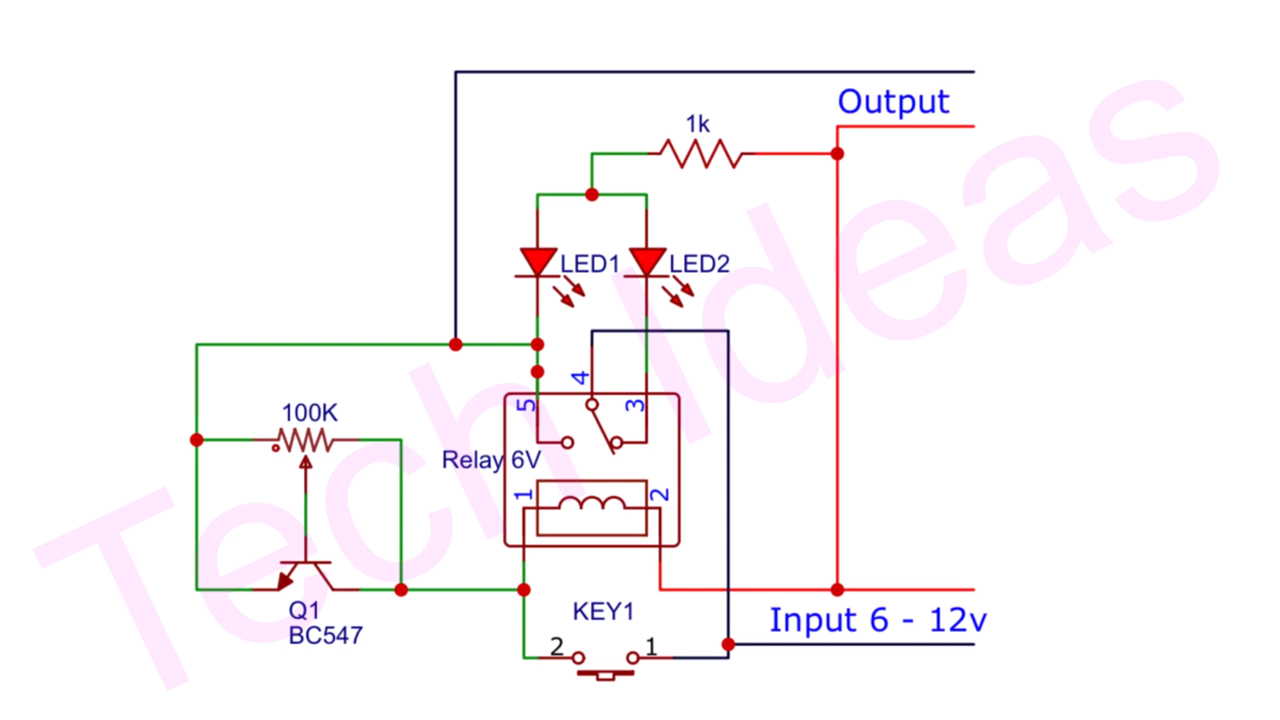 Output
1k
LED1 LED2
4
5 3
100K
Relay 6V
1 2
Q1
BC547
KEY1
2 1
Input 6 - 12v
Tech Ideas